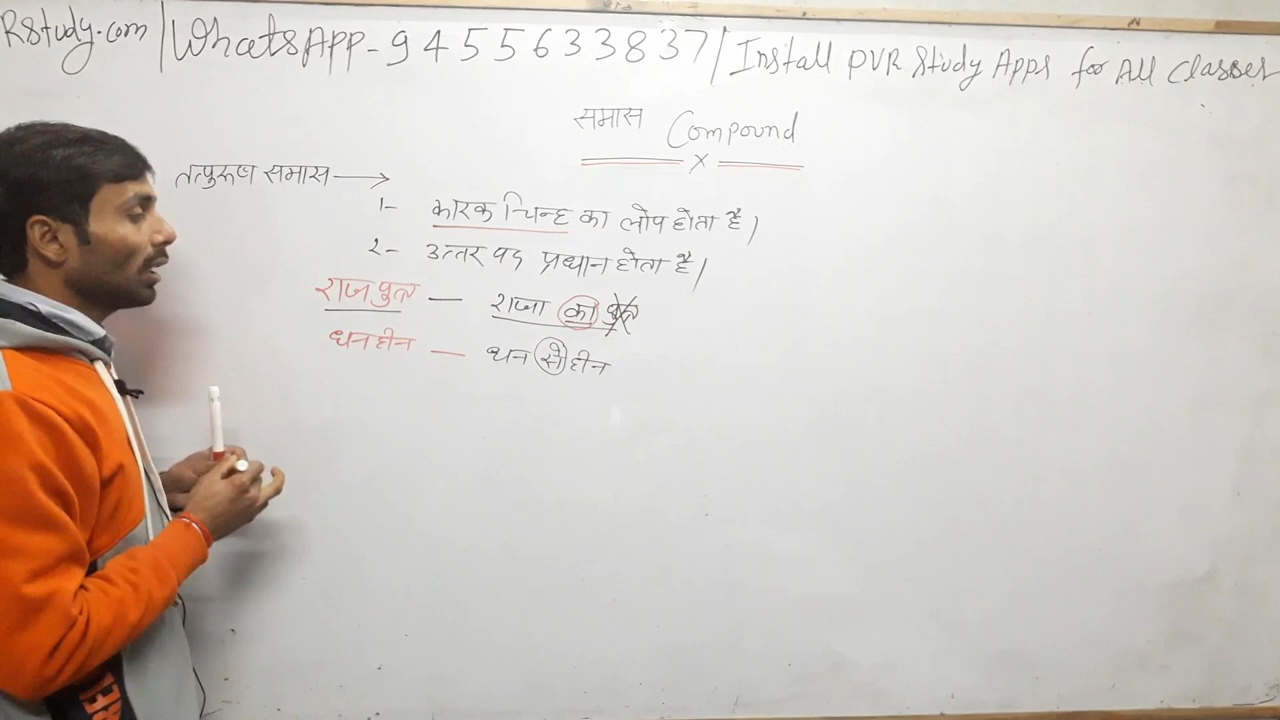 RStudy.com | WhatsApp-9455633837 / Install PVR Study Apps for All Classes
समास Compound
x
तत्पुरूष समास →
1- कारक चिन्ह का लोप होता है।
2- उत्तर पद प्रधान होता है।
राजपुत्र — राजा का पुत्र
धनहीन — धन से हीन